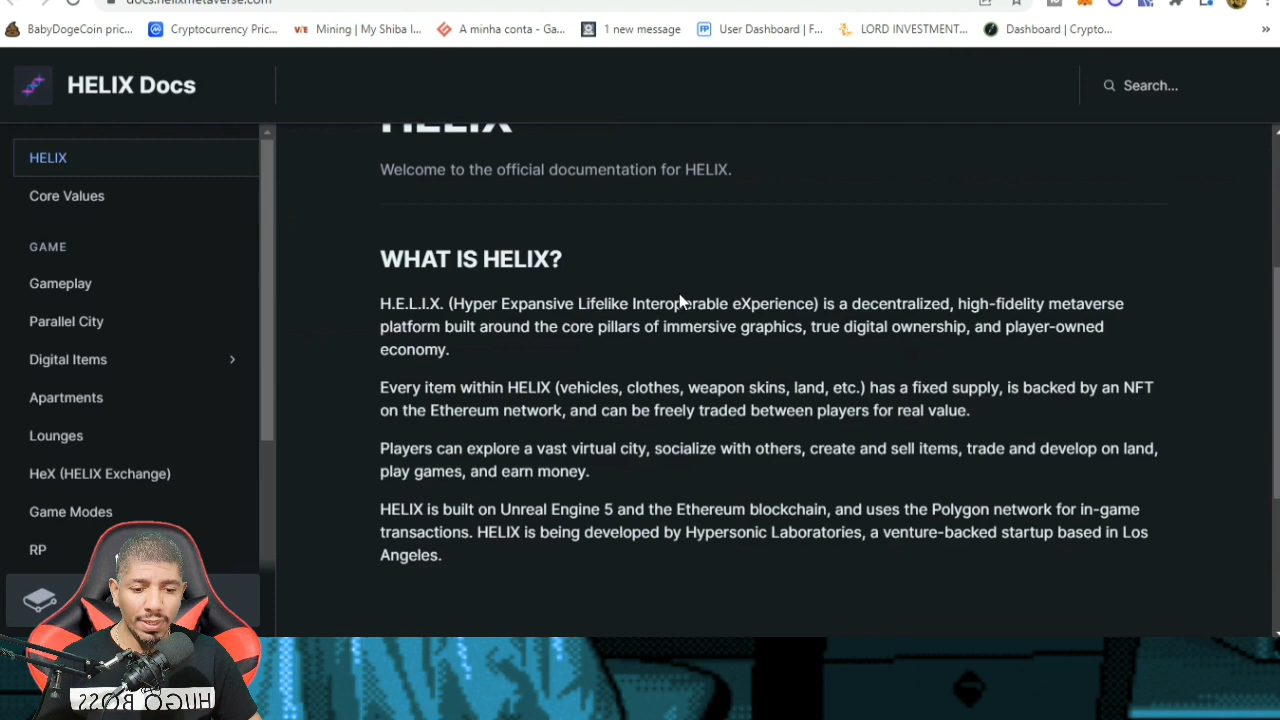 docs.helixmetaverse.com
BabyDogeCoin pric...
Cryptocurrency Pric...
Mining | My Shiba I...
A minha conta - Ga...
1 new message
FP
User Dashboard | F...
LORD INVESTMENT...
Dashboard | Crypto...
»
HELIX Docs
Search...
HELIX
Core Values
GAME
Gameplay
Parallel City
Digital Items
Apartments
Lounges
HeX (HELIX Exchange)
Game Modes
RP
HELIX
Welcome to the official documentation for HELIX.
WHAT IS HELIX?
H.E.L.I.X. (Hyper Expansive Lifelike Interoperable eXperience) is a decentralized, high-fidelity metaverse
platform built around the core pillars of immersive graphics, true digital ownership, and player-owned
economy.
Every item within HELIX (vehicles, clothes, weapon skins, land, etc.) has a fixed supply, is backed by an NFT
on the Ethereum network, and can be freely traded between players for real value.
Players can explore a vast virtual city, socialize with others, create and sell items, trade and develop on land,
play games, and earn money.
HELIX is built on Unreal Engine 5 and the Ethereum blockchain, and uses the Polygon network for in-game
transactions. HELIX is being developed by Hypersonic Laboratories, a venture-backed startup based in Los
Angeles.
HUGO BOSS